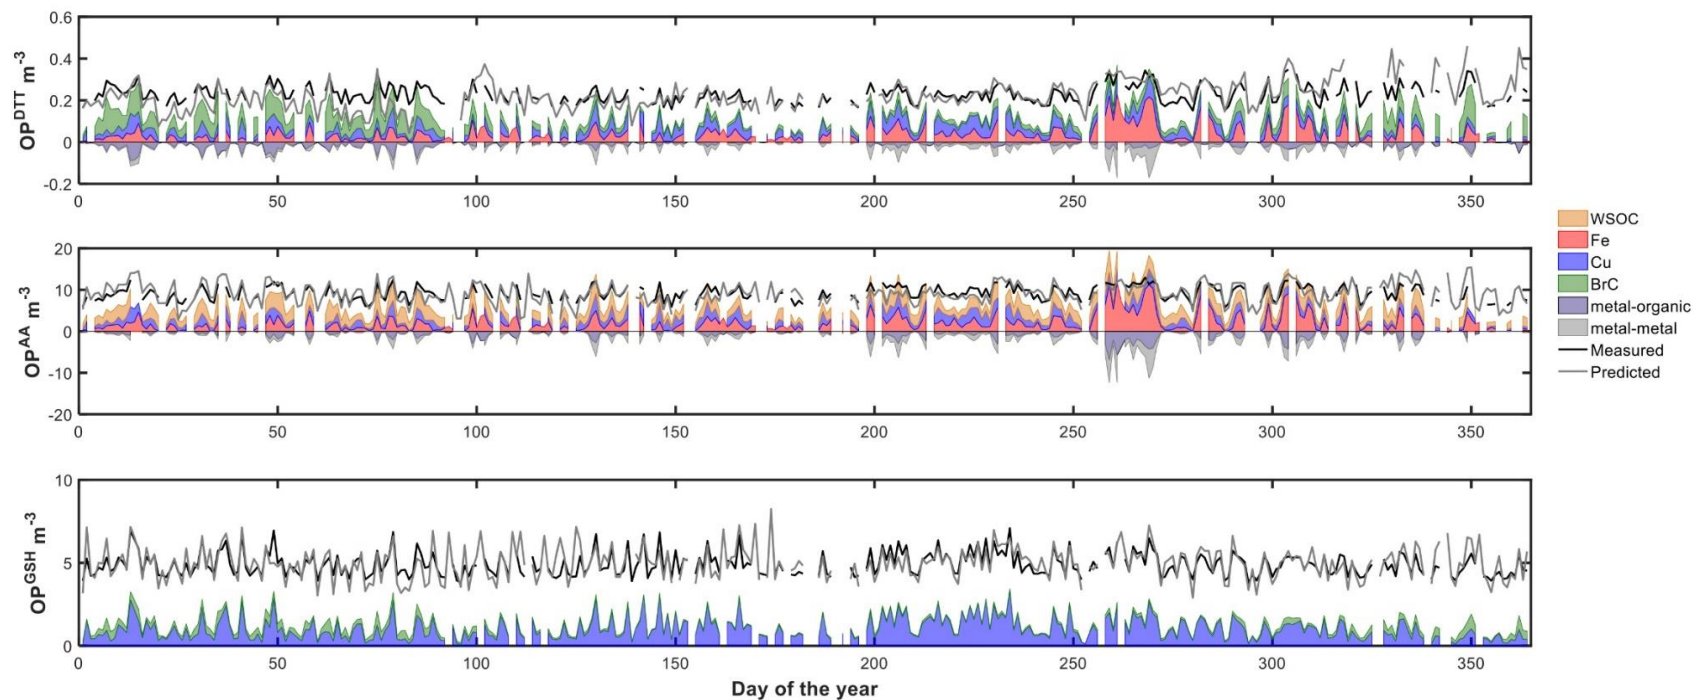 0.6
0.4
0.2
0
-0.2
OP^DTT m^-3
0 50 100 150 200 250 300 350
20
10
0
-10
-20
OP^AA m^-3
0 50 100 150 200 250 300 350
10
5
0
OP^GSH m^-3
0 50 100 150 200 250 300 350
Day of the year
WSOC
Fe
Cu
BrC
metal-organic
metal-metal
Measured
Predicted